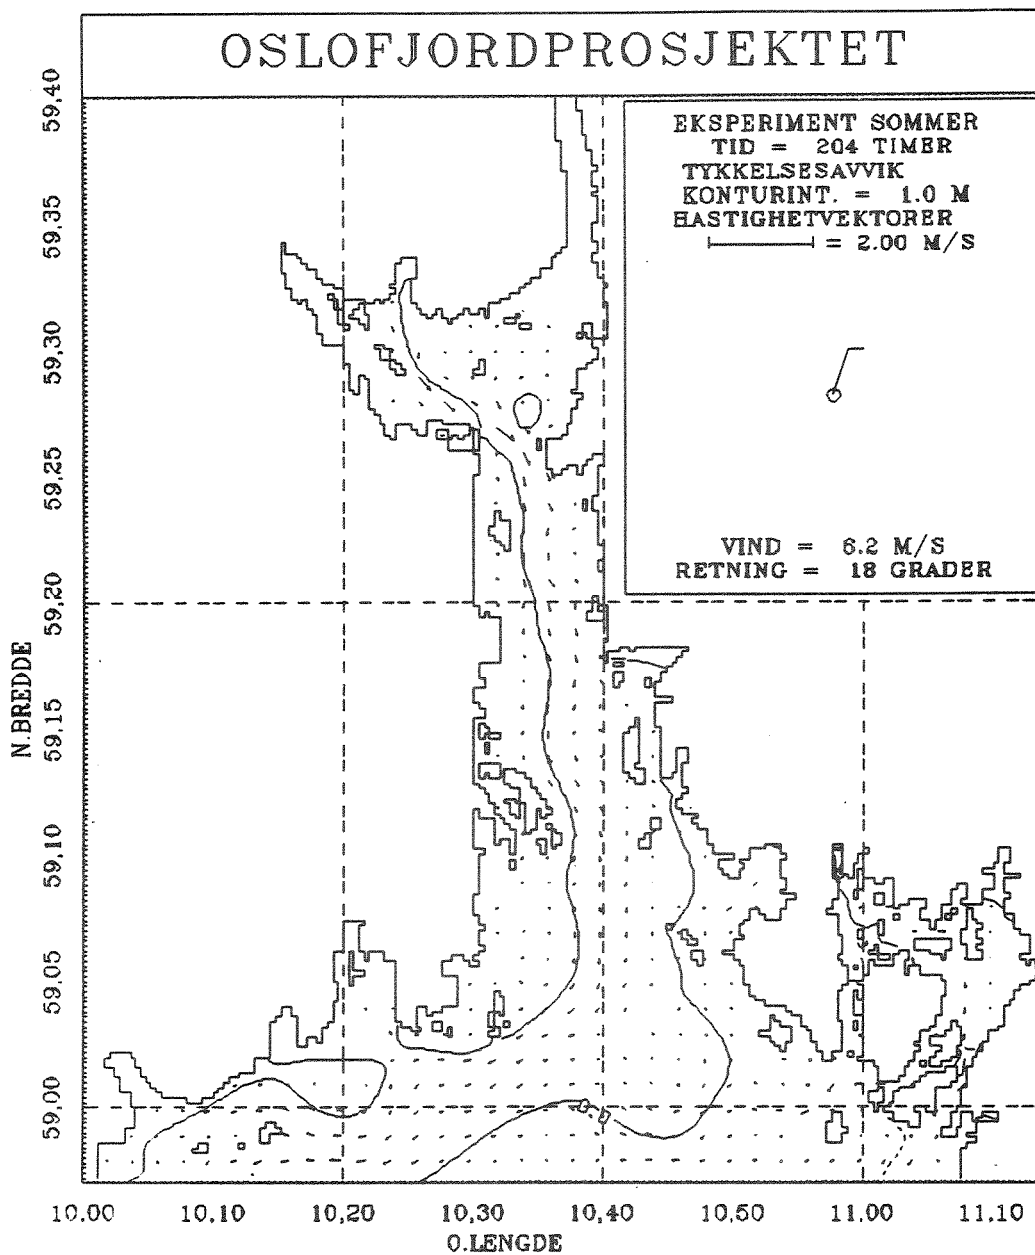 OSLOFJORDPROSJEKTET
EKSPERIMENT SOMMER
TID = 204 TIMER
TYKKELSESAVVIK
KONTURINT. = 1.0 M
HASTIGHETVEKTORER
= 2.00 M/S
VIND = 6.2 M/S
RETNING = 18 GRADER
N.BREDDE
59,40
59,35
59,30
59,25
59,20
59,15
59,10
59,05
59,00
10.00
10,10
10,20
10,30
10,40
10,50
11.00
11.10
O.LENGDE